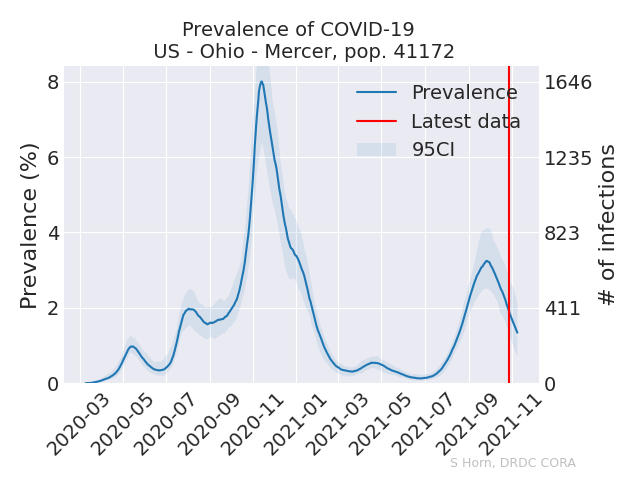 Prevalence of COVID-19
US - Ohio - Mercer, pop. 41172
Prevalence (%)
8
6
4
2
0
1646
1235
823
411
0
# of infections
Prevalence
Latest data
95CI
2020-03
2020-05
2020-07
2020-09
2020-11
2021-01
2021-03
2021-05
2021-07
2021-09
2021-11
S Horn, DRDC CORA